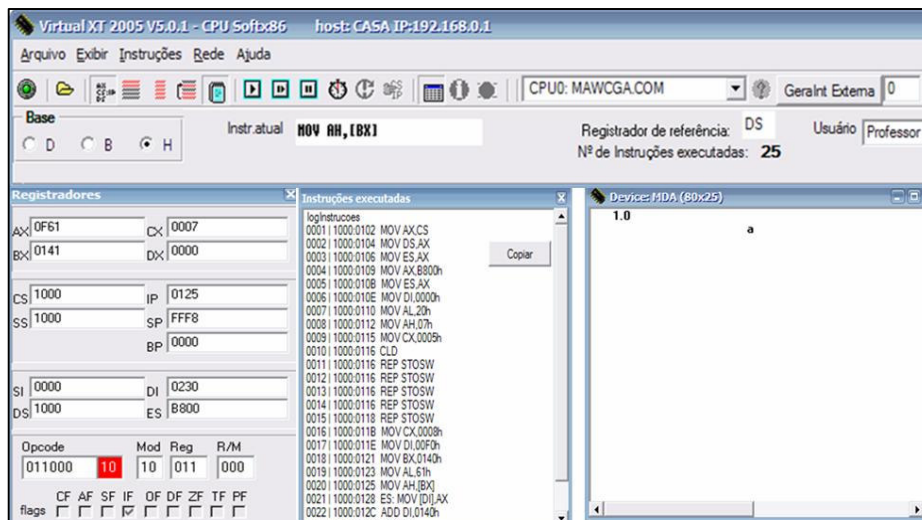 Virtual XT 2005 V5.0.1 - CPU Softx86 host: CASA IP:192.168.0.1
Arquivo Exibir Instruções Rede Ajuda
CPU0: MAWCGA.COM GeraInt Externa 0
Base
D B H
Instr.atual MOV AH,[BX]
Registrador de referência: DS
Usuário Professor
Nº de Instruções executadas: 25
Registradores
AX 0F61 CX 0007
BX 0141 DX 0000
CS 1000 IP 0125
SS 1000 SP FFF8
BP 0000
SI 0000 DI 0230
DS 1000 ES B800
Opcode Mod Reg R/M
011000 10 10 011 000
CF AF SF IF OF DF ZF TF PF
flags
Instruções executadas
logInstrucoes
0001 | 1000:0102 MOV AX,CS
0002 | 1000:0104 MOV DS,AX
0003 | 1000:0106 MOV ES,AX
0004 | 1000:0109 MOV AX,B800h
0005 | 1000:010B MOV ES,AX
0006 | 1000:010E MOV DI,0000h
0007 | 1000:0110 MOV AL,20h
0008 | 1000:0112 MOV AH,07h
0009 | 1000:0115 MOV CX,0005h
0010 | 1000:0116 CLD
0011 | 1000:0116 REP STOSW
0012 | 1000:0116 REP STOSW
0013 | 1000:0116 REP STOSW
0014 | 1000:0116 REP STOSW
0015 | 1000:0118 REP STOSW
0016 | 1000:011B MOV CX,0008h
0017 | 1000:011E MOV DI,00F0h
0018 | 1000:0121 MOV BX,0140h
0019 | 1000:0123 MOV AL,61h
0020 | 1000:0125 MOV AH,[BX]
0021 | 1000:0128 ES: MOV [DI],AX
0022 | 1000:012C ADD DI,0140h
Copiar
Device: MDA (80x25)
1.0
a